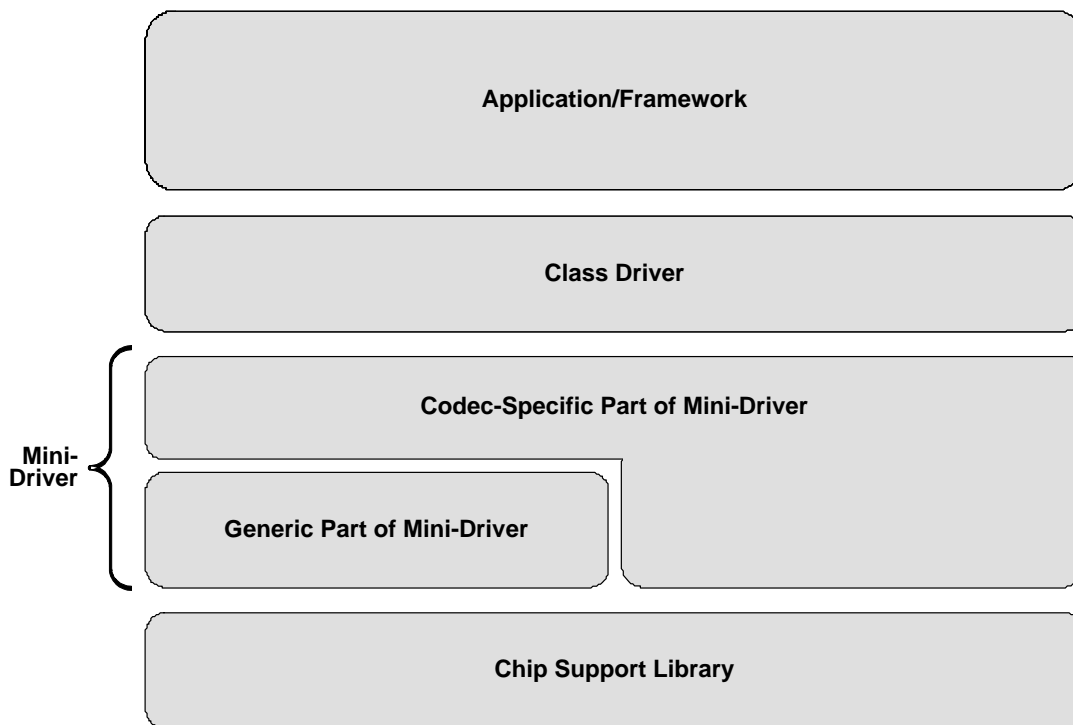 Application/Framework
Class Driver
Codec-Specific Part of Mini-Driver
Mini-
Driver
Generic Part of Mini-Driver
Chip Support Library